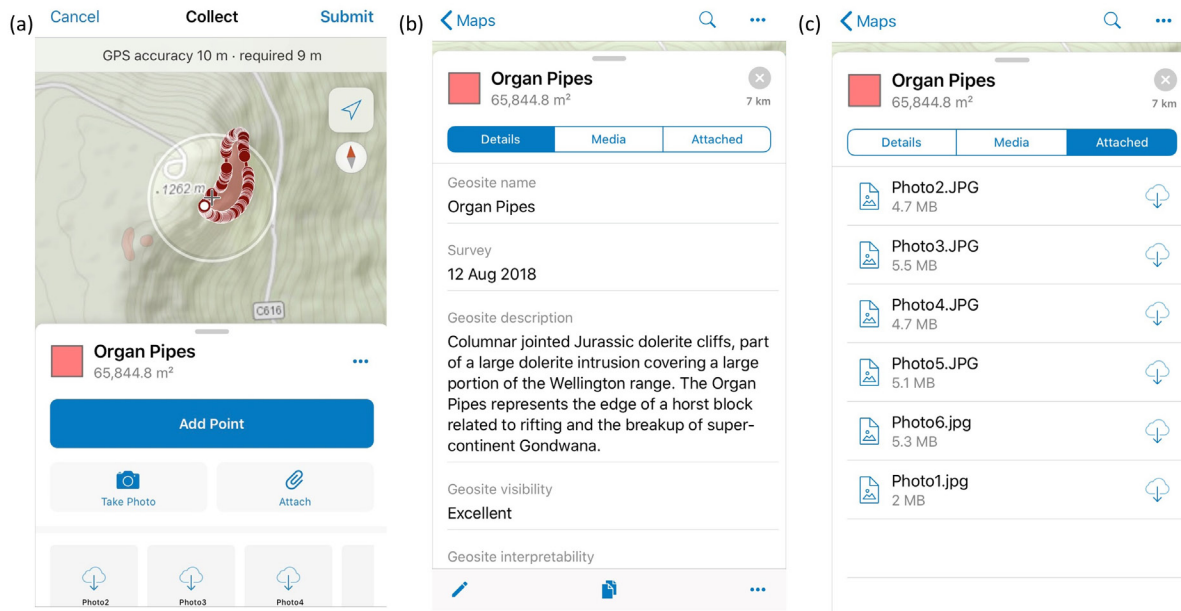 (a)
Cancel Collect Submit
GPS accuracy 10 m · required 9 m
1262 m
C616
Organ Pipes
65,844.8 m²
Add Point
Take Photo Attach
Photo2 Photo3 Photo4
(b)
Maps
Organ Pipes
65,844.8 m²
7 km
Details Media Attached
Geosite name
Organ Pipes
Survey
12 Aug 2018
Geosite description
Columnar jointed Jurassic dolerite cliffs, part
of a large dolerite intrusion covering a large
portion of the Wellington range. The Organ
Pipes represents the edge of a horst block
related to rifting and the breakup of super-
continent Gondwana.
Geosite visibility
Excellent
Geosite interpretability
(c)
Maps
Organ Pipes
65,844.8 m²
7 km
Details Media Attached
Photo2.JPG
4.7 MB
Photo3.JPG
5.5 MB
Photo4.JPG
4.7 MB
Photo5.JPG
5.1 MB
Photo6.jpg
5.3 MB
Photo1.jpg
2 MB